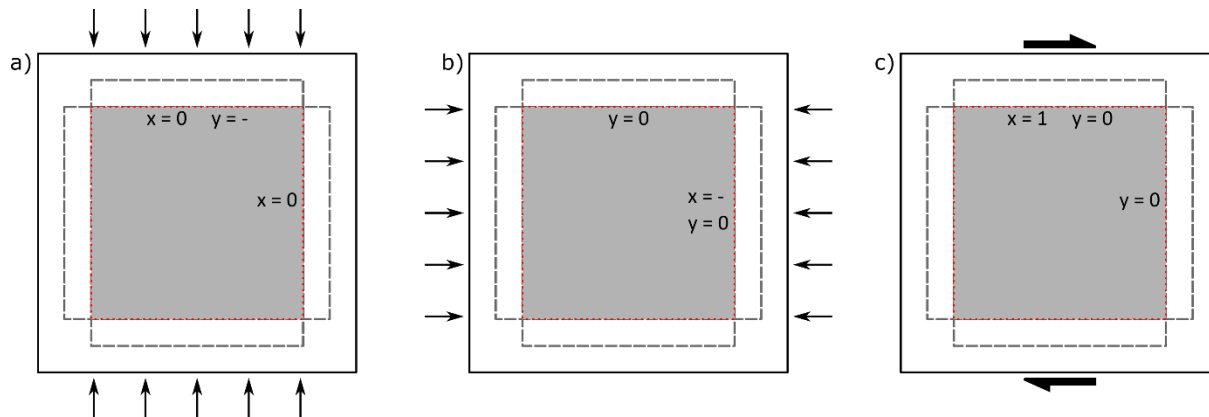 a)
x = 0 y = -
x = 0
b)
y = 0
x = -
y = 0
c)
x = 1 y = 0
y = 0